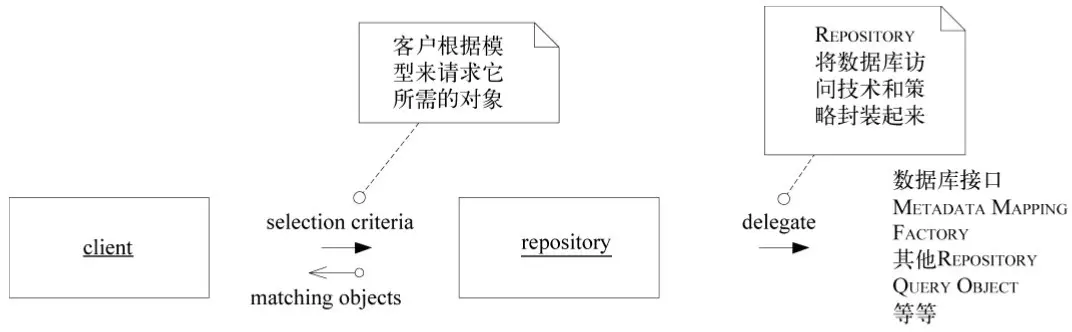 客户根据模
型来请求它
所需的对象
REPOSITORY
将数据库访
问技术和策
略封装起来
client
selection criteria
matching objects
repository
delegate
数据库接口
METADATA MAPPING
FACTORY
其他REPOSITORY
QUERY OBJECT
等等